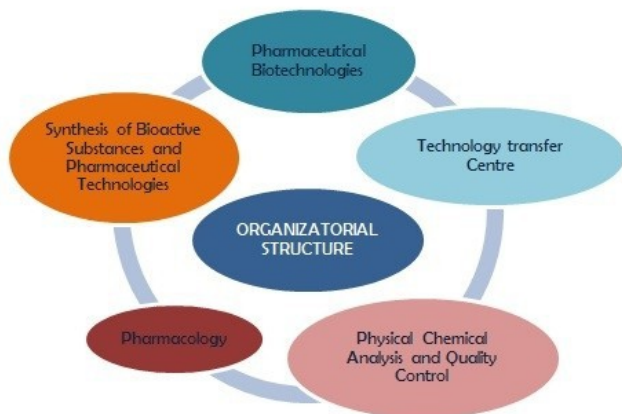 Pharmaceutical
Biotechnologies
Synthesis of Bioactive
Substances and
Pharmaceutical
Technologies
Technology transfer
Centre
ORGANIZATORIAL
STRUCTURE
Pharmacology
Physical Chemical
Analysis and Quality
Control